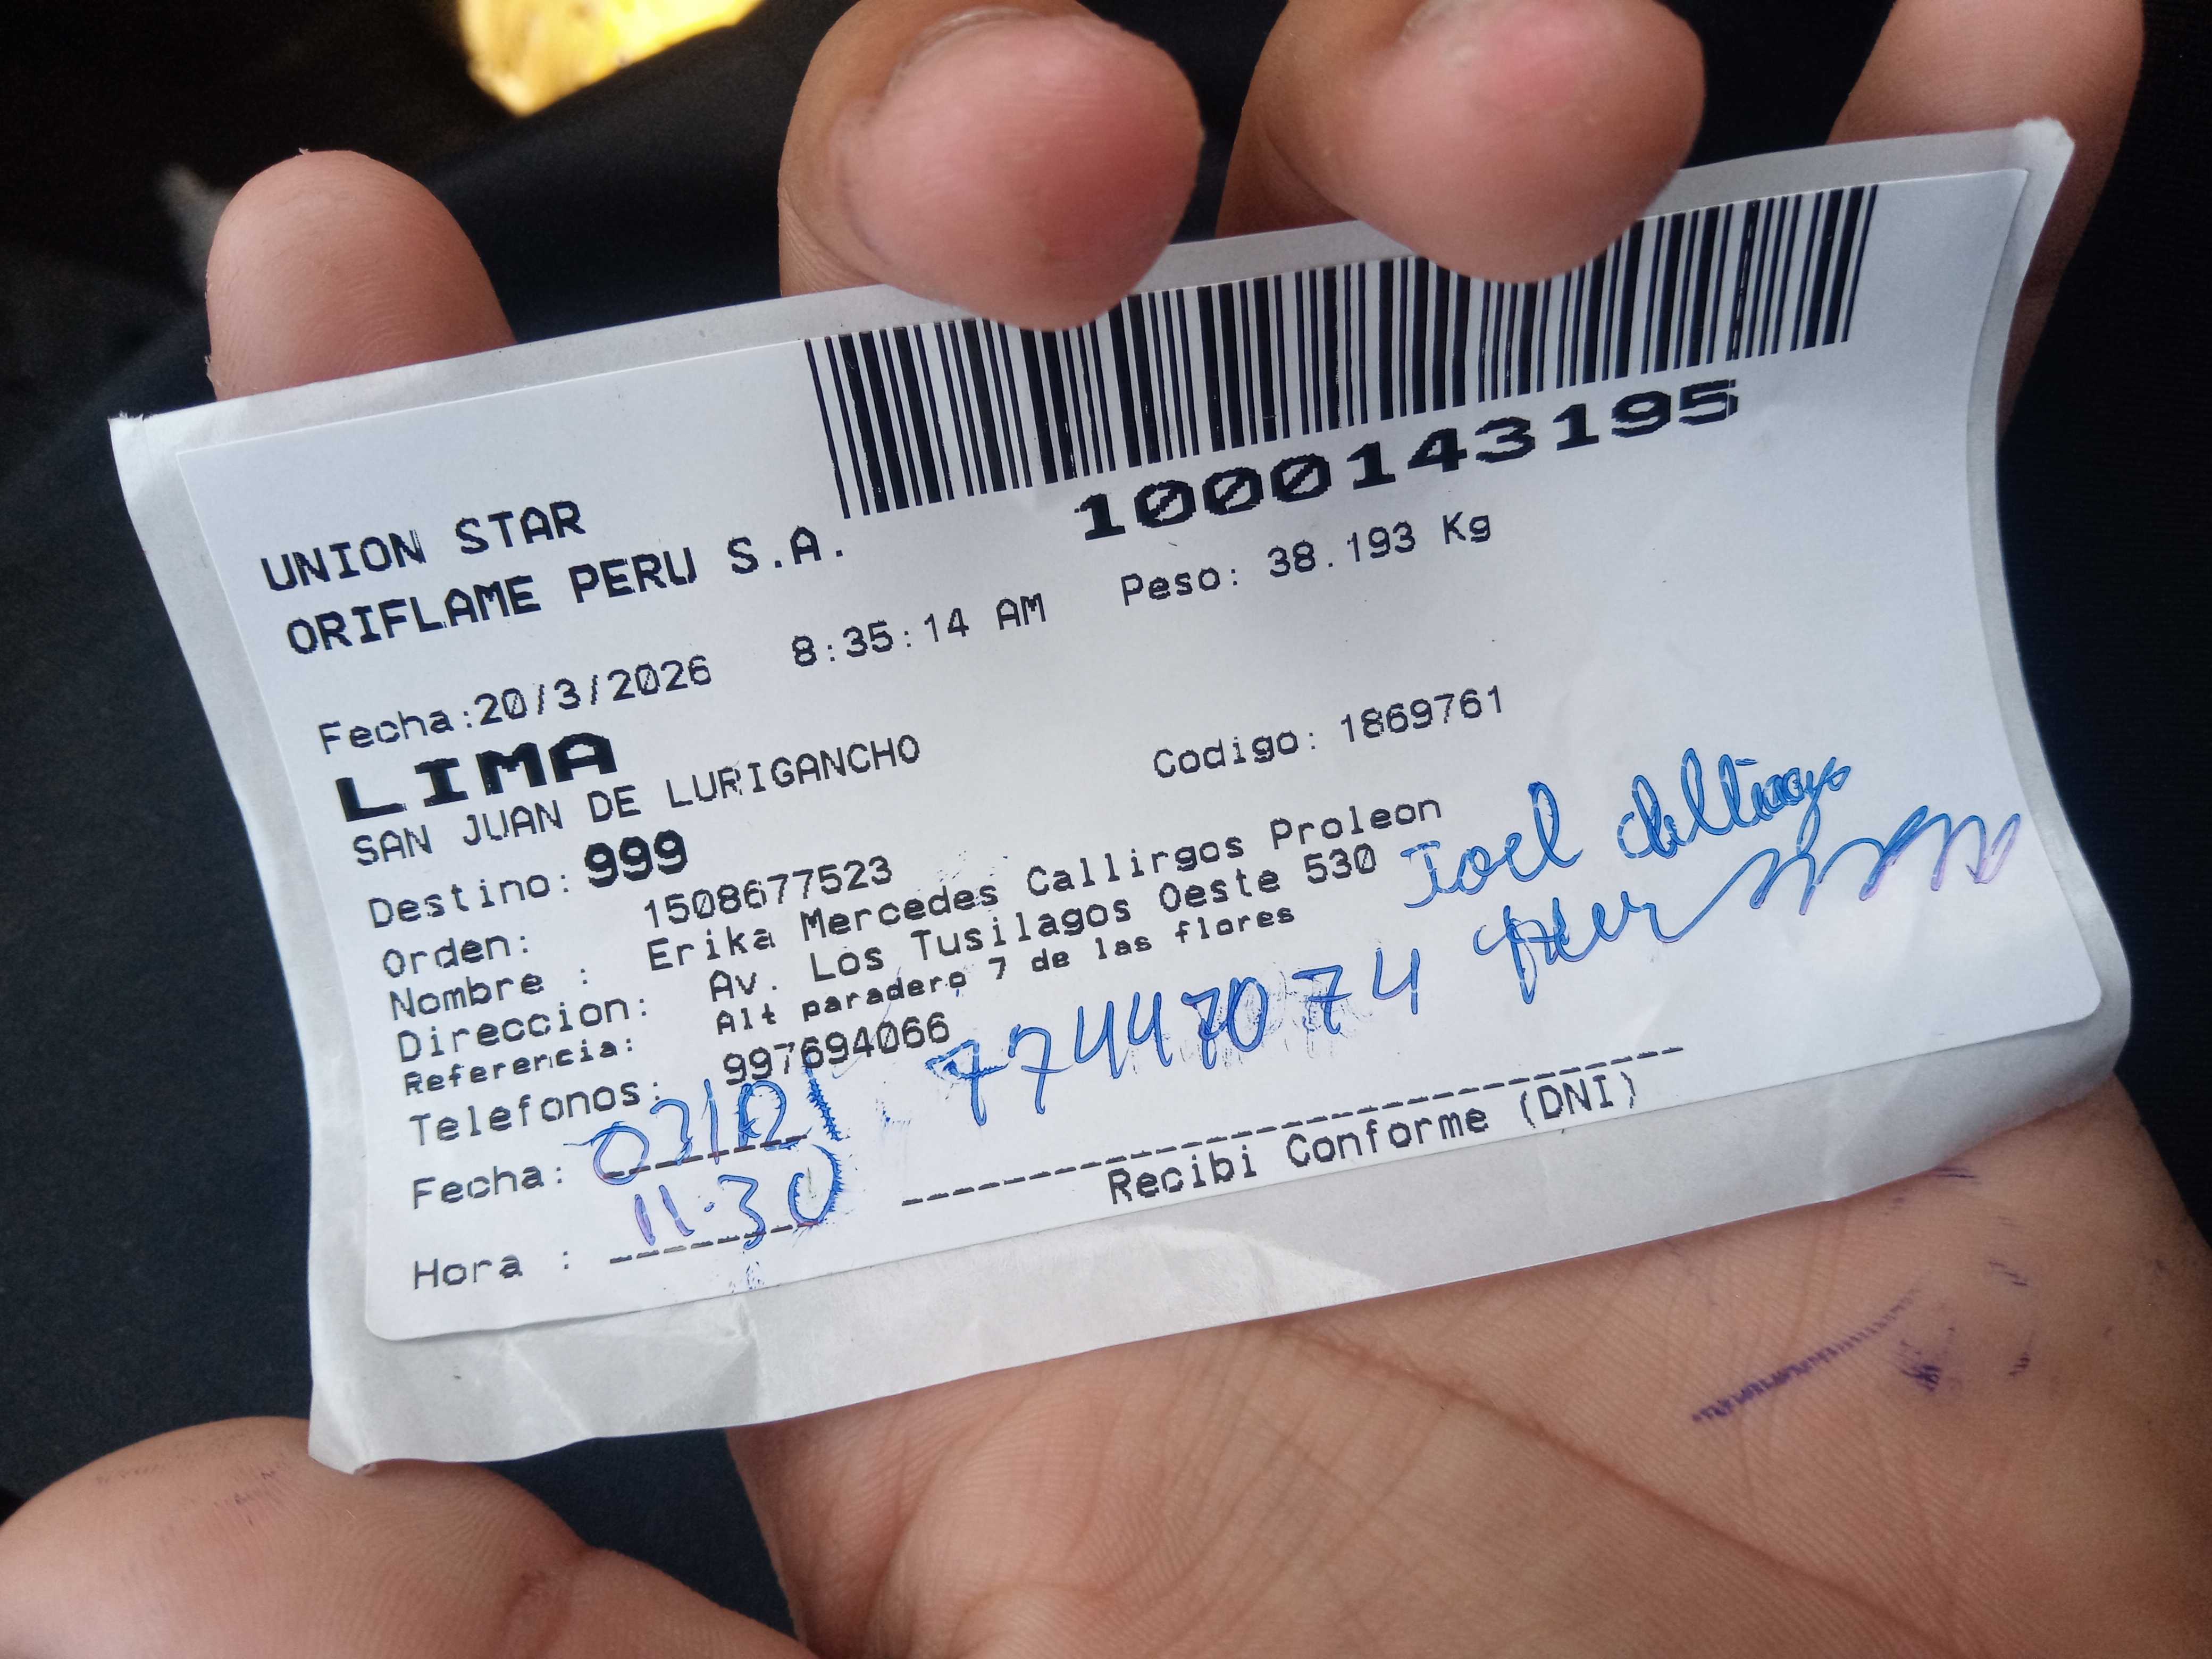 1000143195
UNION STAR
ORIFLAME PERU S.A.
Fecha:20/3/2026 8:35:14 AM Peso: 38.193 Kg
LIMA
SAN JUAN DE LURIGANCHO Codigo: 1869761
Destino: 999
Orden: 1508677523
Nombre : Erika Mercedes Callirgos Proleon
Direccion: Av. Los Tusilagos Oeste 530
Referencia: Alt paradero 7 de las flores
Joel
Telefonos: 997694066
77447074
Fecha:
Hora : 11.30
Recibi Conforme (DNI)